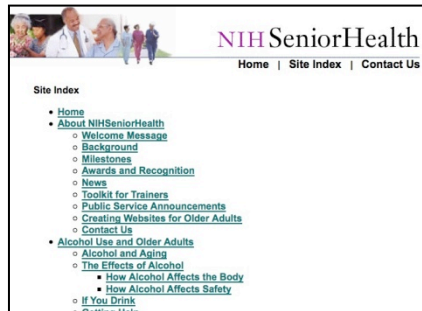 NIH SeniorHealth
Home | Site Index | Contact Us
Site Index
Home
About NIHSeniorHealth
Welcome Message
Background
Milestones
Awards and Recognition
News
Toolkit for Trainers
Public Service Announcements
Creating Websites for Older Adults
Contact Us
Alcohol Use and Older Adults
Alcohol and Aging
The Effects of Alcohol
How Alcohol Affects the Body
How Alcohol Affects Safety
If You Drink